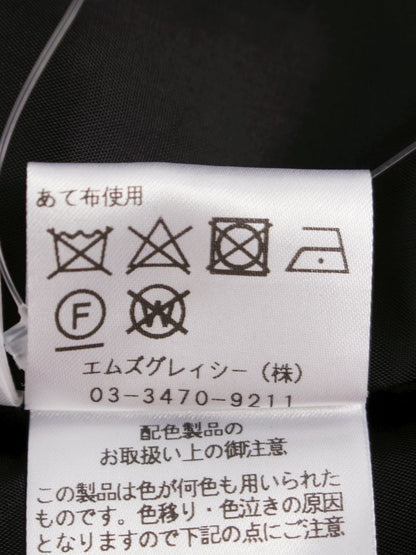 あて布使用
F
W
エムズグレイシー(株)
03-3470-9211
配色製品の
お取扱い上の御注意
この製品は色が何色も用いられた
ものです。色移り・色泣きの原因
となりますので下記の点にご注意